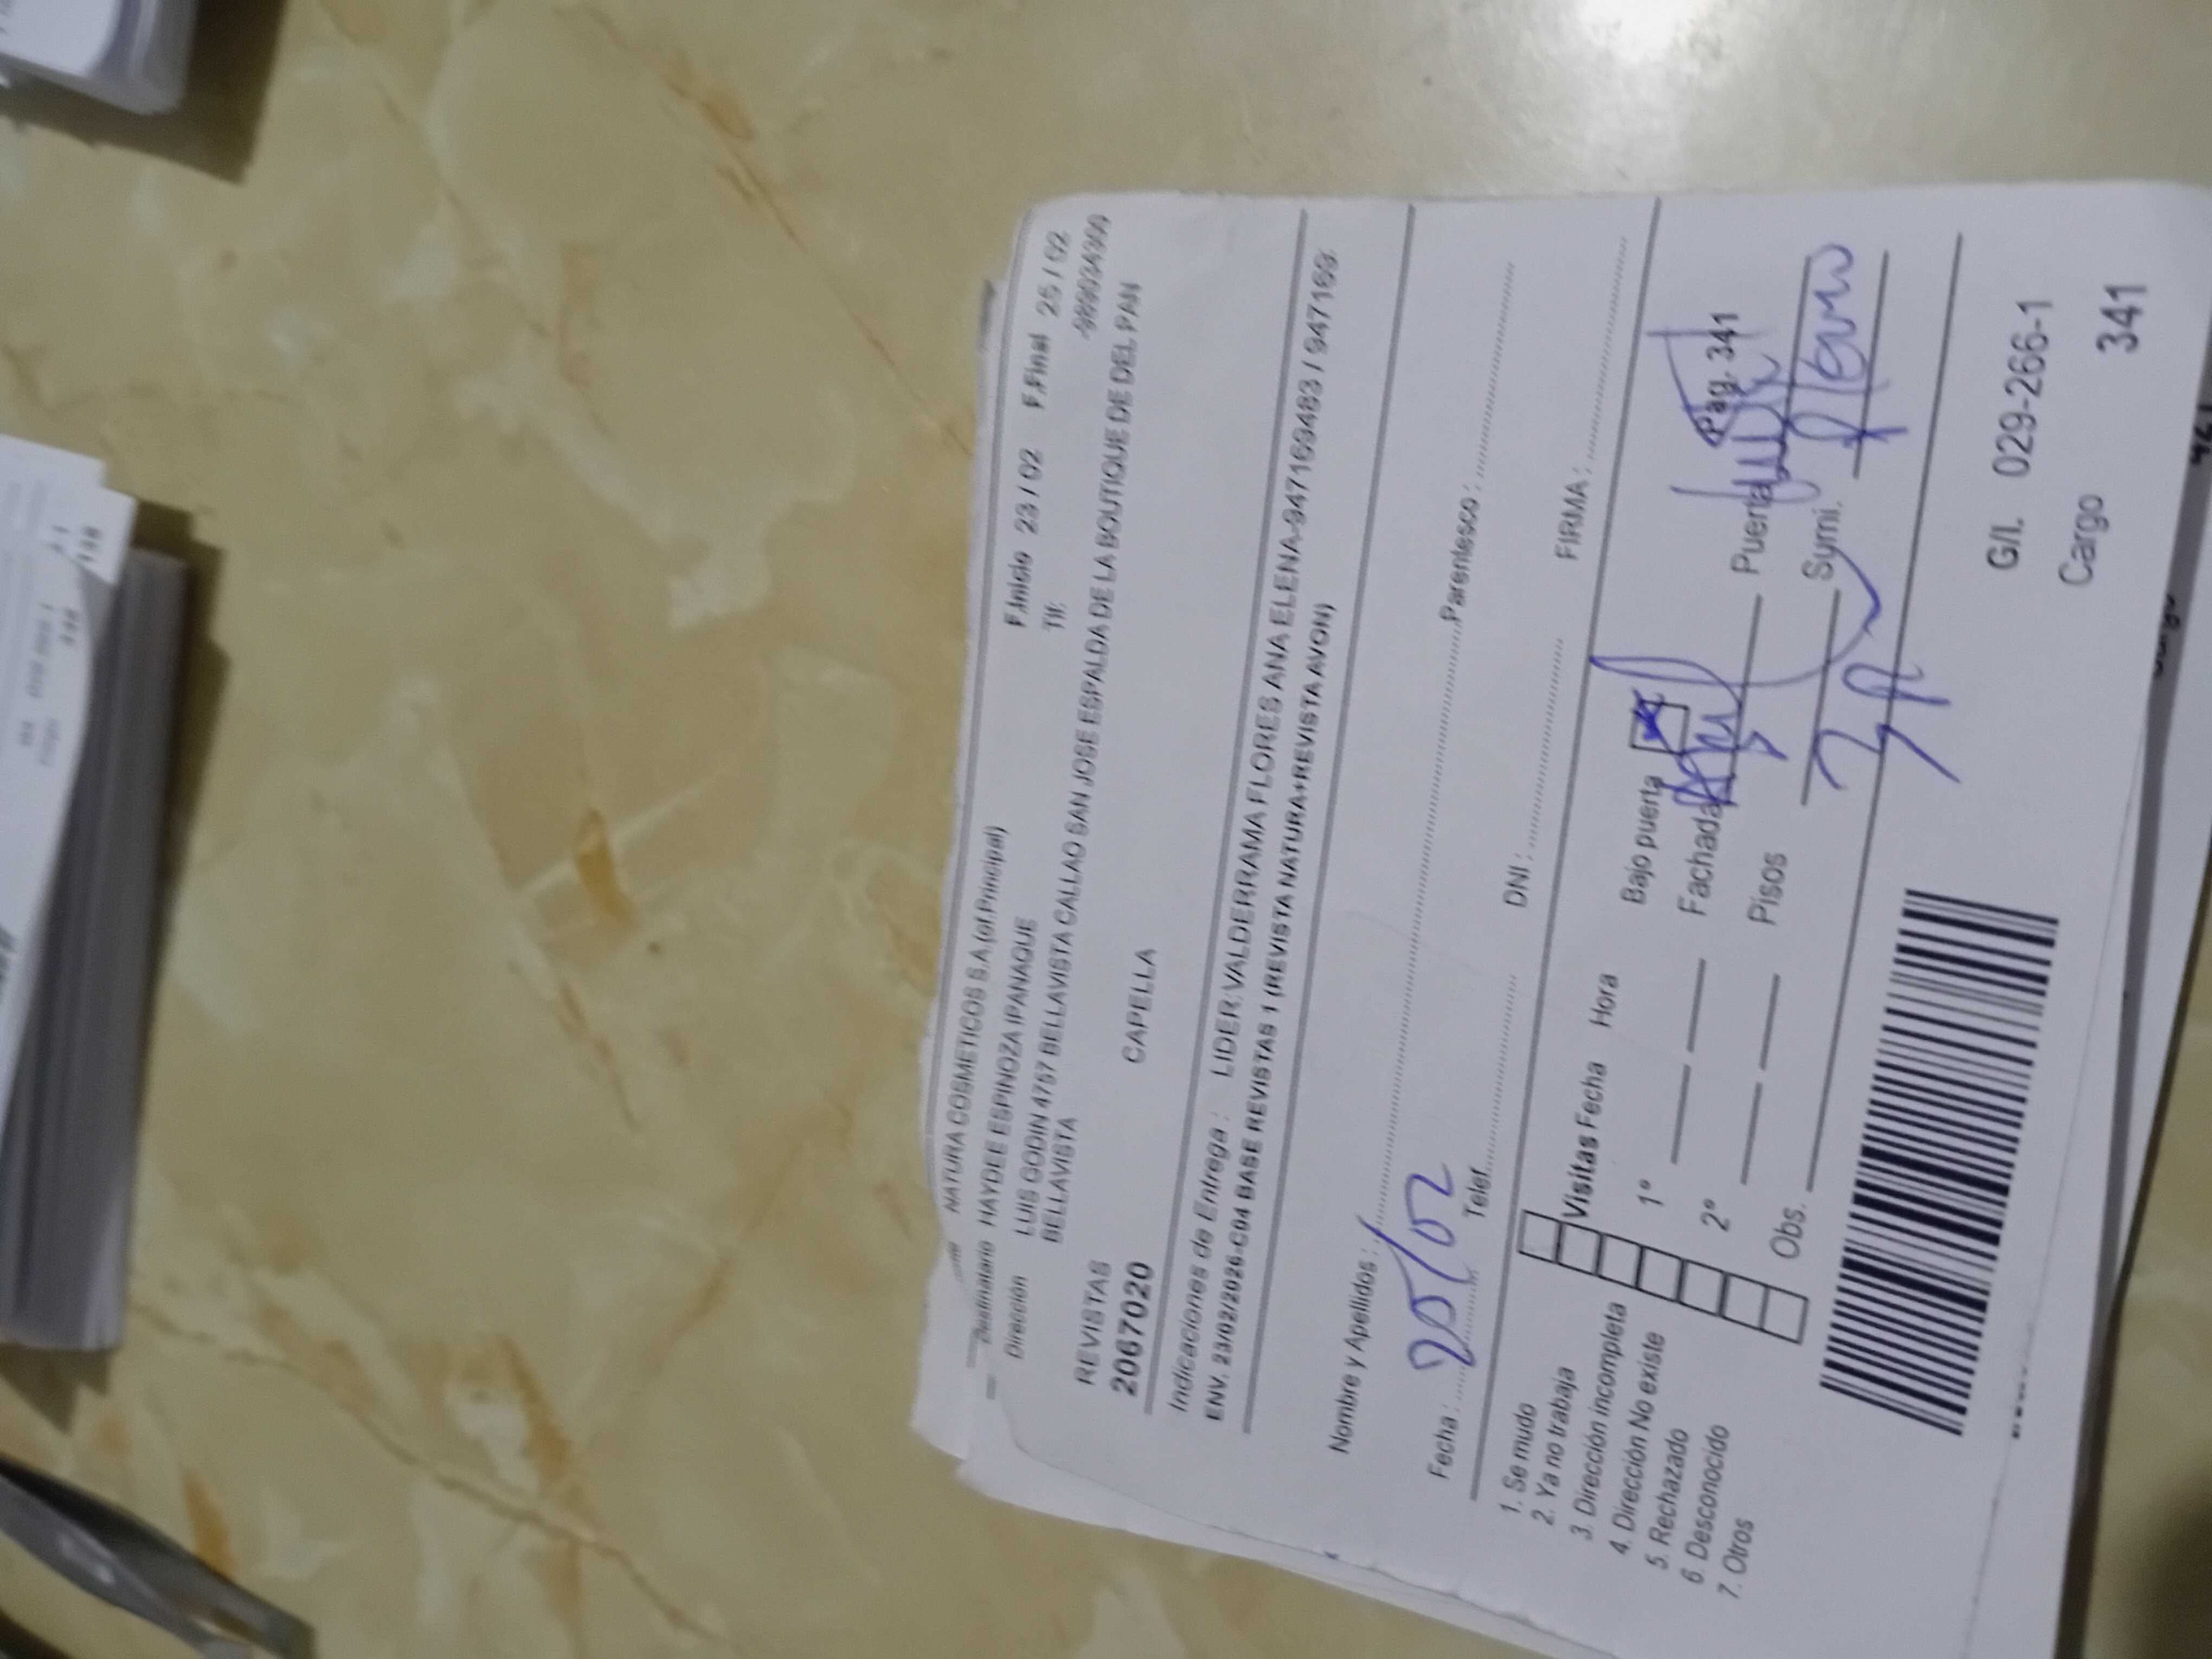 NATURA COSMETICOS S.A.(of.Principal)
Destinatario HAYDEE ESPINOZA IPANAQUE F.Inicio 23 / 02 F.Final 25 / 02
Dirección LUIS GODIN 4757 BELLAVISTA CALLAO SAN JOSE ESPALDA DE LA BOUTIQUE DE DEL PAN
Tlf:
BELLAVISTA
REVISTAS
2067020 CAPELLA
Indicaciones de Entrega : LIDER: VALDERRAMA FLORES ANA ELENA-947169483 / 947169
ENV. 23/02/2026-C04 BASE REVISTAS 1 (REVISTA NATURA+REVISTA AVON)
Nombre y Apellidos : Parentesco :
Fecha : Telef. DNI : FIRMA :
1. Se mudo
2. Ya no trabaja
3 Dirección incompleta
4. Dirección No existe
5. Rechazado
6. Desconocido
7. Otros
Visitas Fecha Hora Bajo puerta
1° Fachada Puerta Pág. 341
2° Pisos Sumi.
Obs.
G/I. 029-266-1
Cargo 341